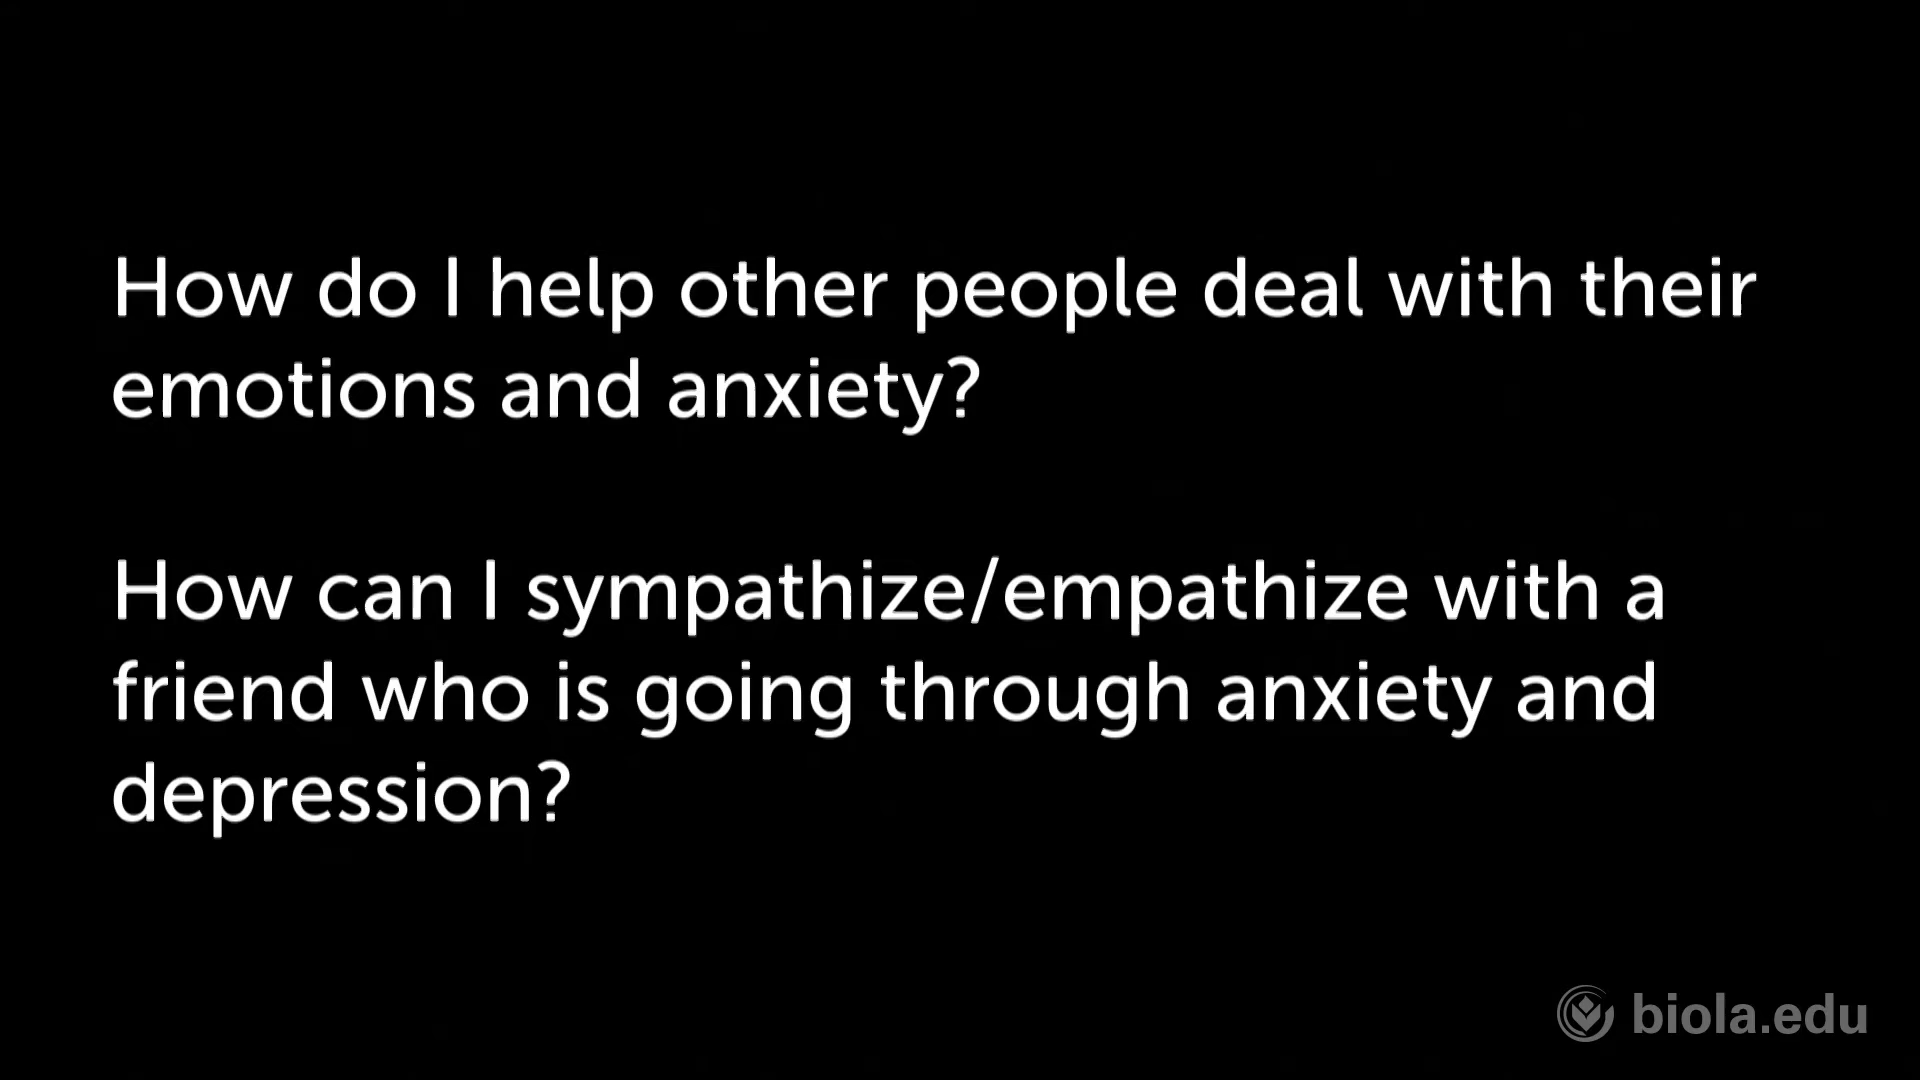 How do I help other people deal with their
emotions and anxiety?
How can I sympathize/empathize with a
friend who is going through anxiety and
depression?
biola.edu